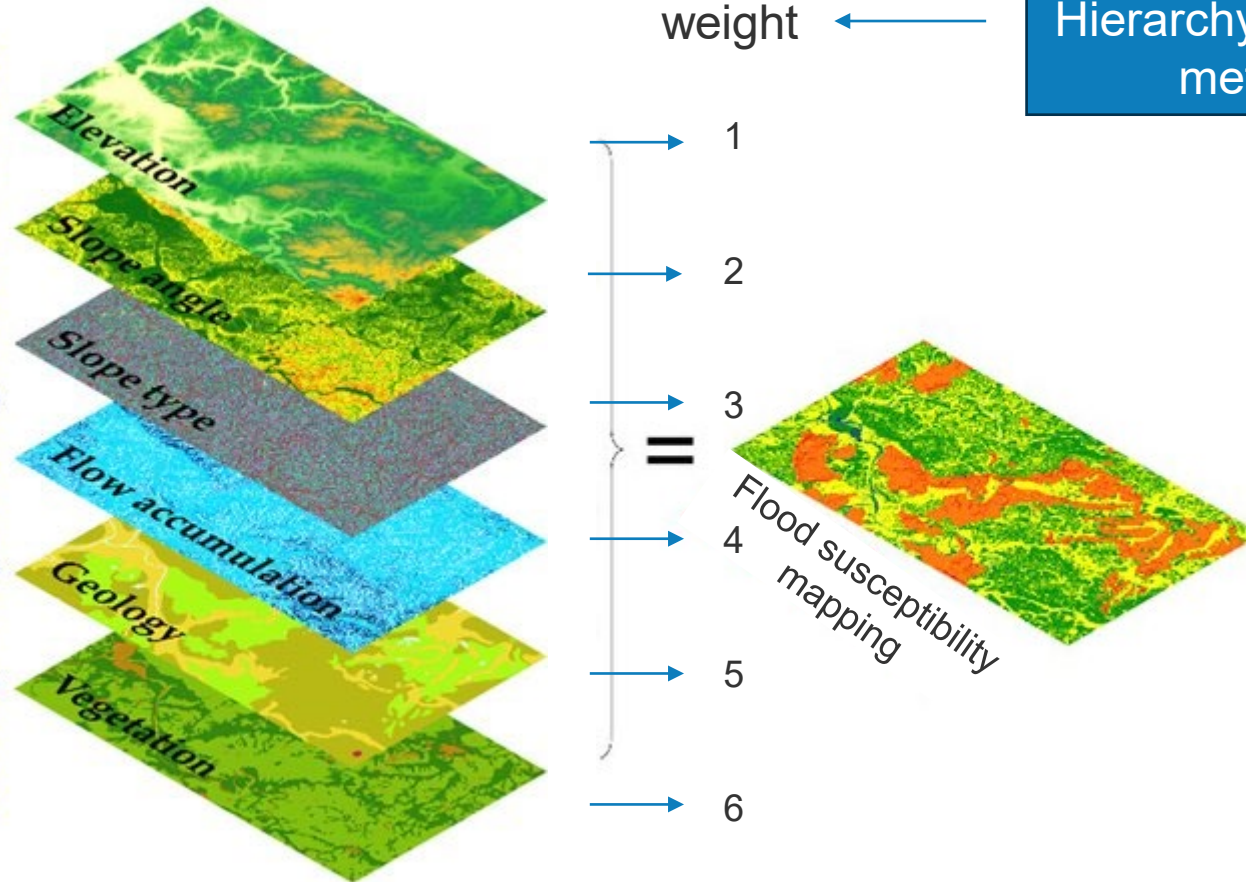 weight
Hierarchy
me
Elevation
Slope angle
Slope type
Flow accumulation
Geology
Vegetation
1
2
3
4
5
6
=
Flood susceptibility
mapping